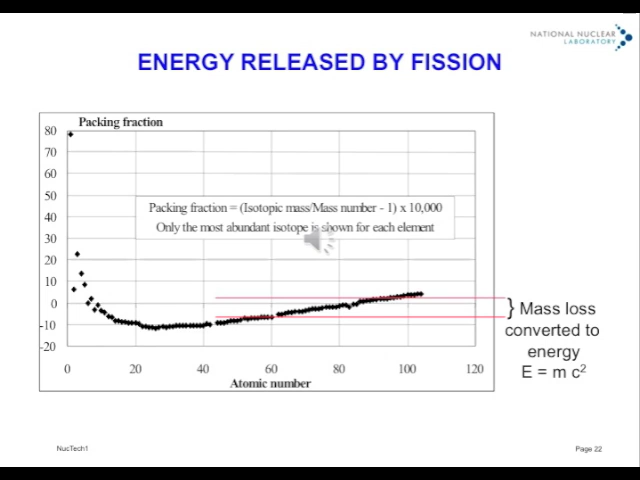 NATIONAL NUCLEAR
LABORATORY
ENERGY RELEASED BY FISSION
Packing fraction
80
70
60
50
40
30
20
10
0
-10
-20
Packing fraction = (Isotopic mass/Mass number - 1) x 10,000
Only the most abundant isotope is shown for each element
0 20 40 60 80 100 120
Atomic number
} Mass loss
converted to
energy
E = m c²
NucTech1
Page 22